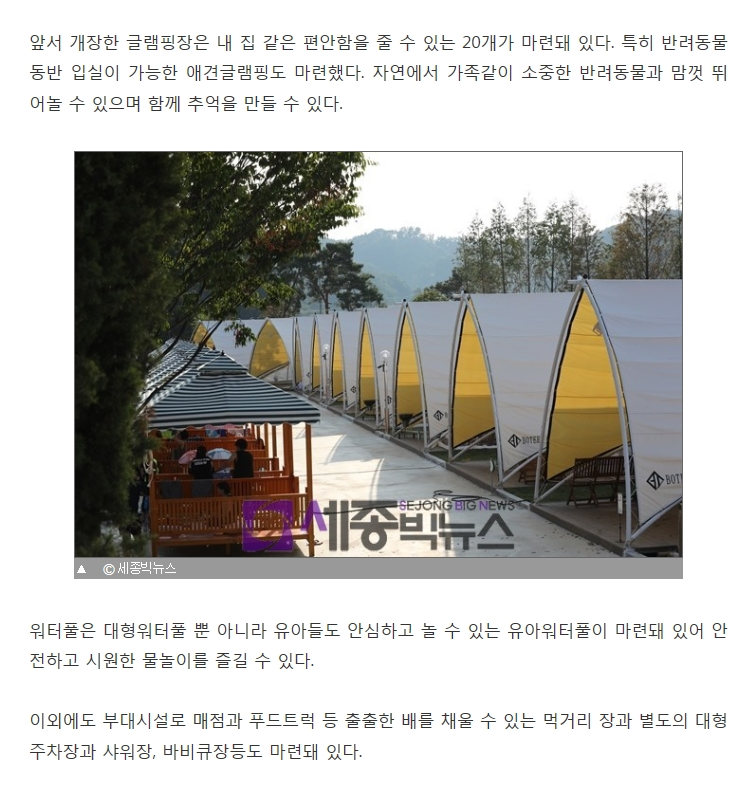 앞서 개장한 글램핑장은 내 집 같은 편안함을 줄 수 있는 20개가 마련돼 있다. 특히 반려동물
동반 입실이 가능한 애견글램핑도 마련했다. 자연에서 가족같이 소중한 반려동물과 맘껏 뛰
어놀 수 있으며 함께 추억을 만들 수 있다.
BOTHE
BOTHE
SEJONG BIG NEWS
세종빅뉴스
▲ ©세종빅뉴스
워터풀은 대형워터풀 뿐 아니라 유아들도 안심하고 놀 수 있는 유아워터풀이 마련돼 있어 안
전하고 시원한 물놀이를 즐길 수 있다.
이외에도 부대시설로 매점과 푸드트럭 등 출출한 배를 채울 수 있는 먹거리 장과 별도의 대형
주차장과 샤워장, 바비큐장등도 마련돼 있다.